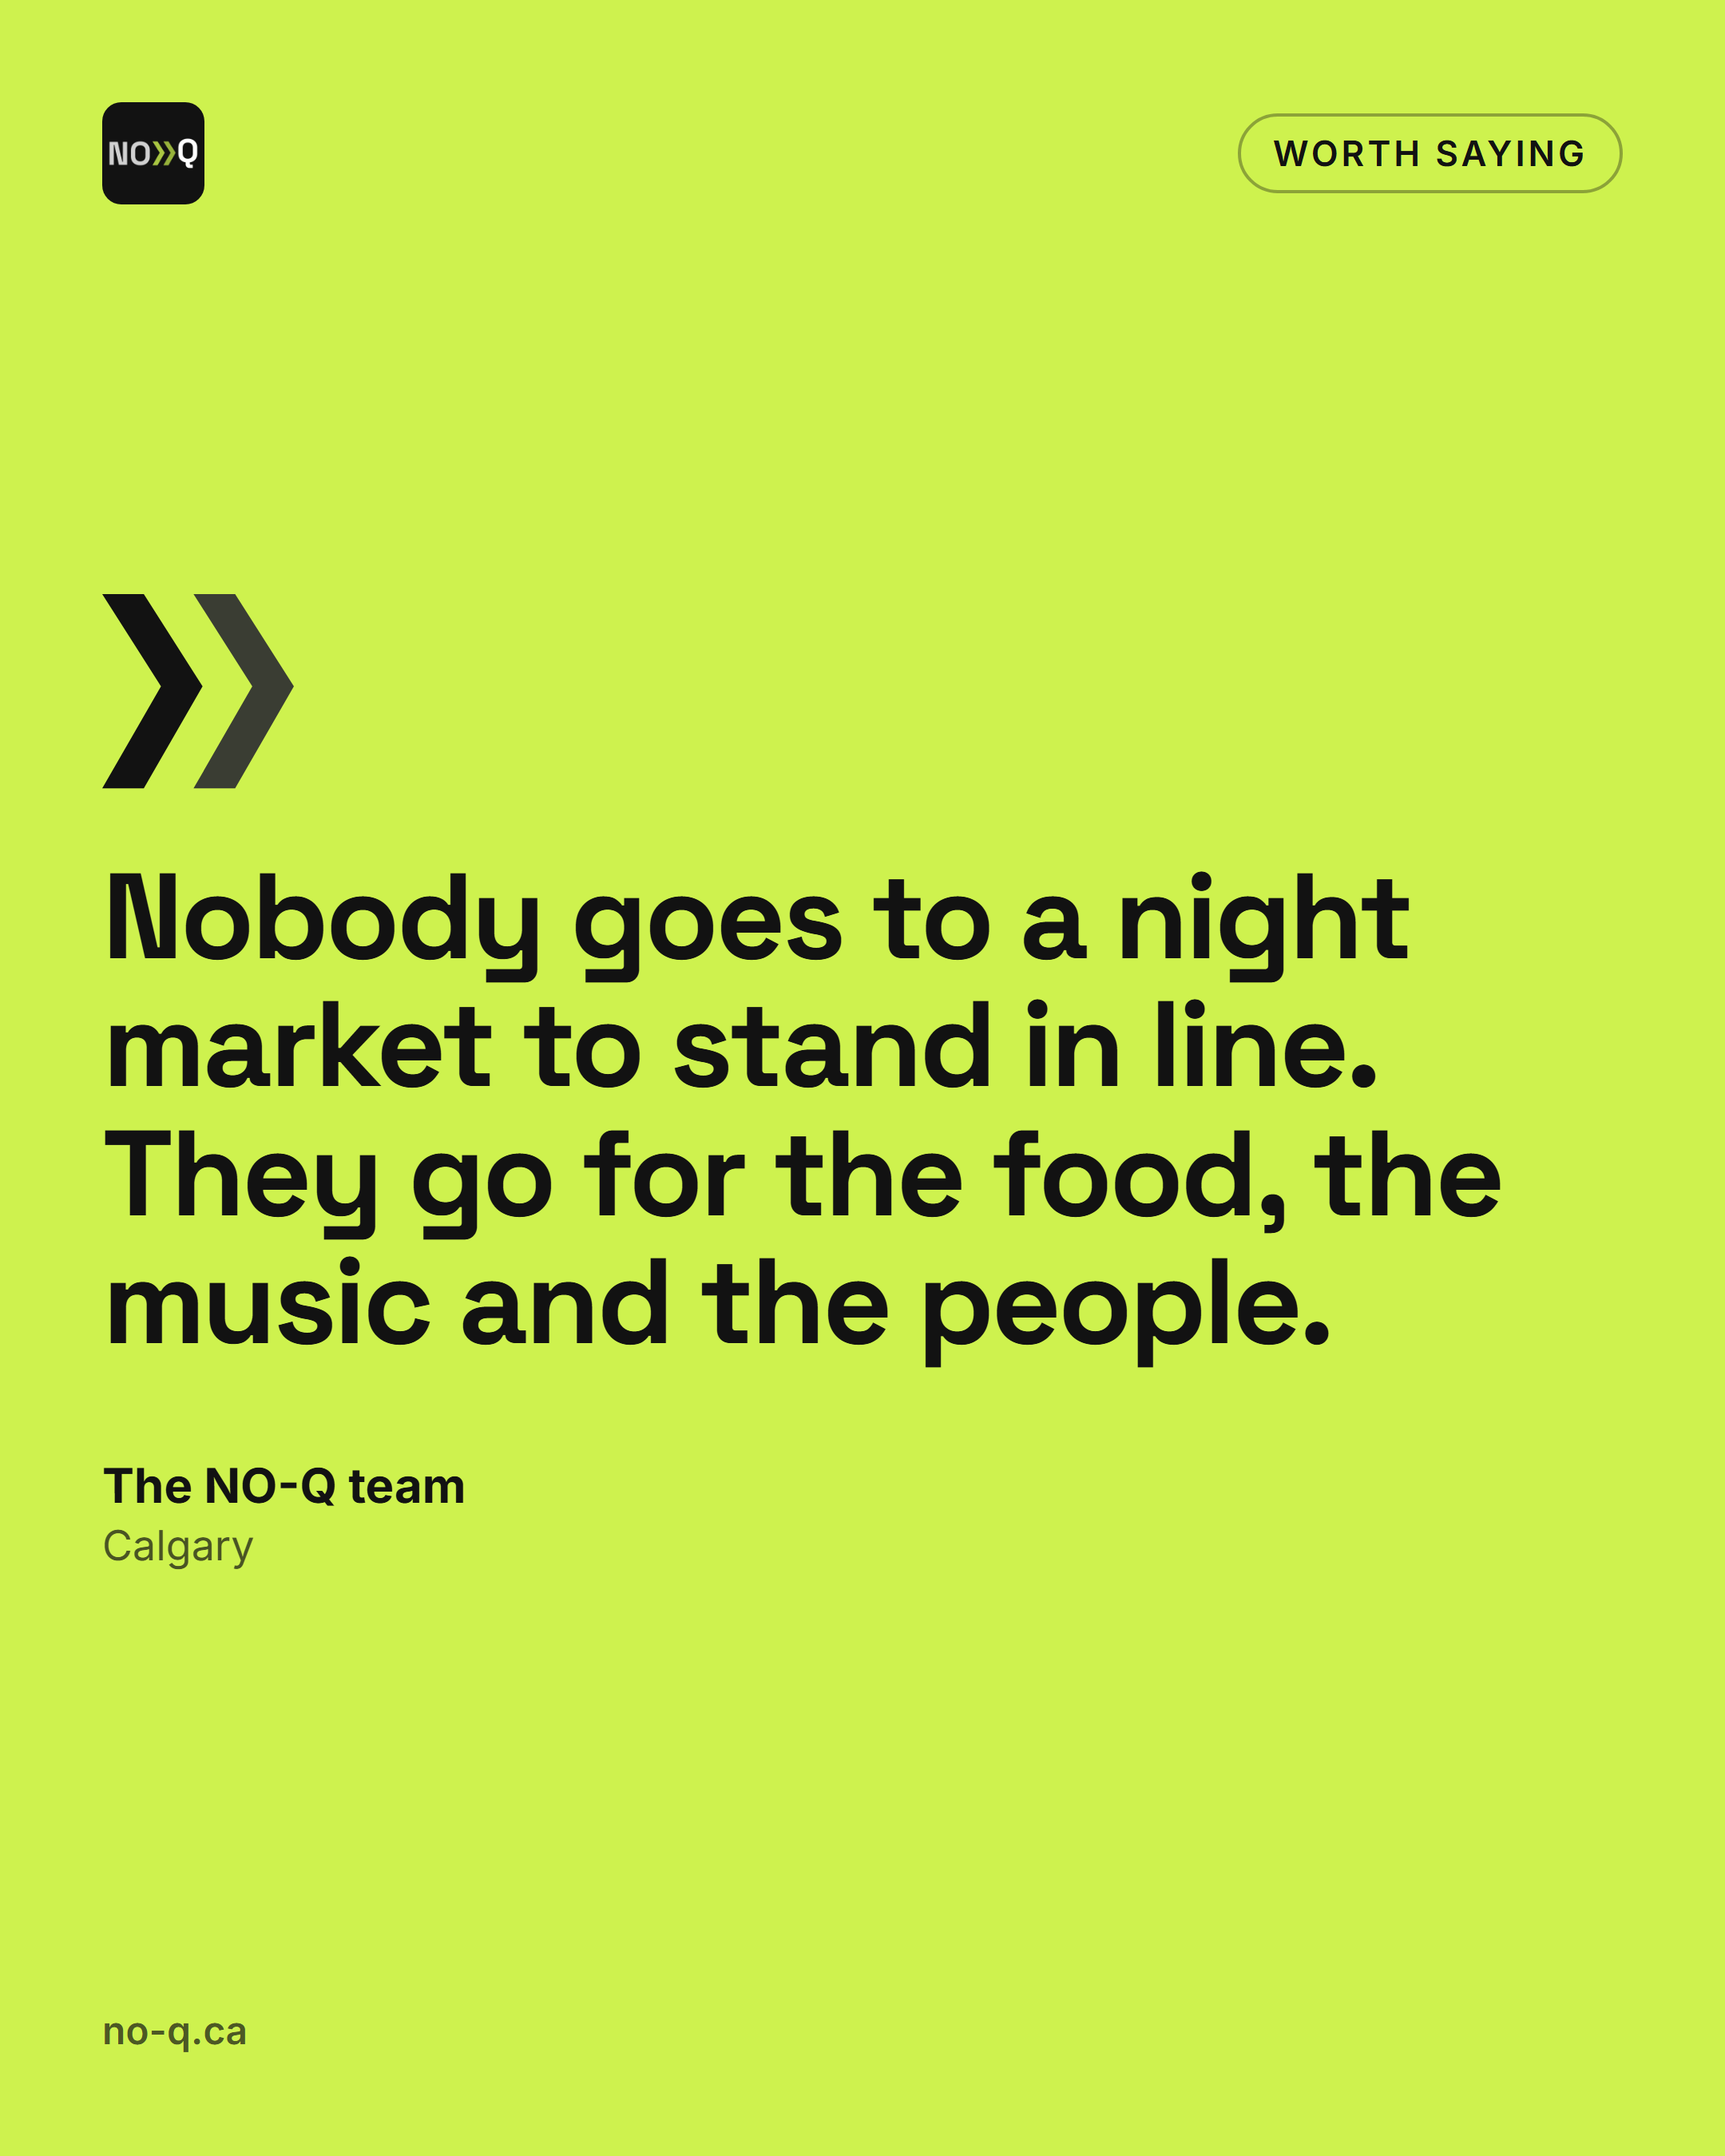 NO»Q
WORTH SAYING
Nobody goes to a night
market to stand in line.
They go for the food, the
music and the people.
The NO-Q team
Calgary
no-q.ca